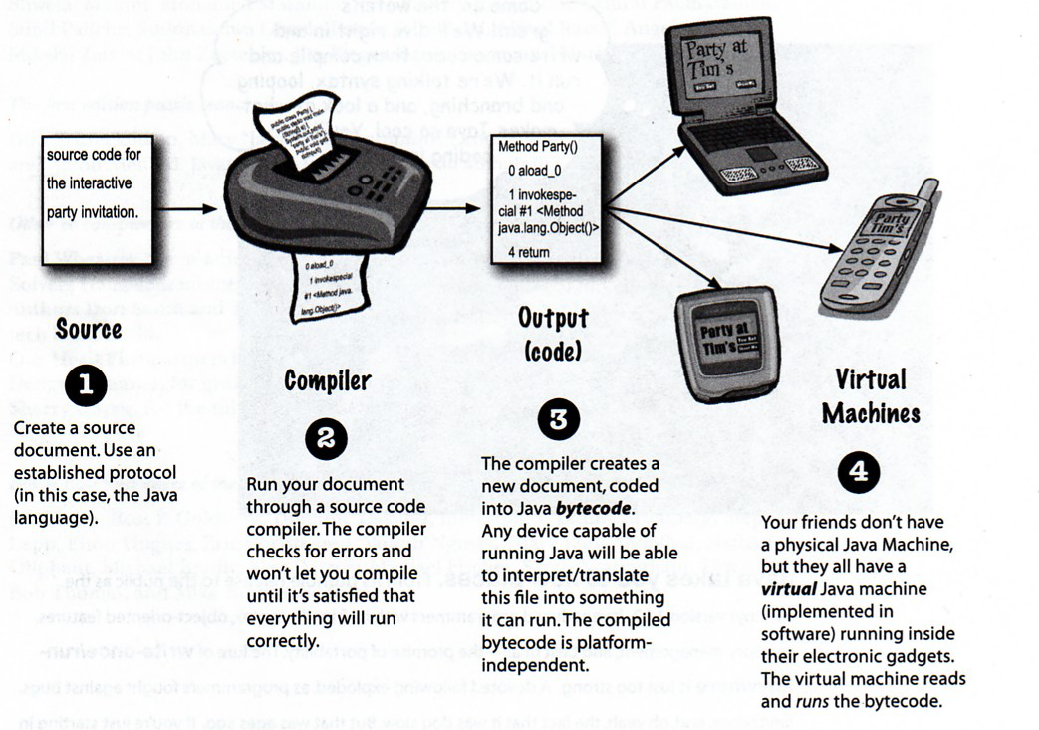 source code for
the interactive
party invitation.
Source
1
Create a source
document. Use an
established protocol
(in this case, the Java
language).
0 aload_0
1 invokespecial
#1 <Method java.
lang.Object()>
Compiler
2
Run your document
through a source code
compiler. The compiler
checks for errors and
won't let you compile
until it's satisfied that
everything will run
correctly.
Method Party()
0 aload_0
1 invokespe-
cial #1 <Method
java.lang.Object()>
4 return
Output
(code)
3
The compiler creates a
new document, coded
into Java bytecode.
Any device capable of
running Java will be able
to interpret/translate
this file into something
it can run. The compiled
bytecode is platform-
independent.
Party at
Tim's
Party
Tim's
Party at
Tim's
Virtual
Machines
4
Your friends don't have
a physical Java Machine,
but they all have a
virtual Java machine
(implemented in
software) running inside
their electronic gadgets.
The virtual machine reads
and runs the bytecode.